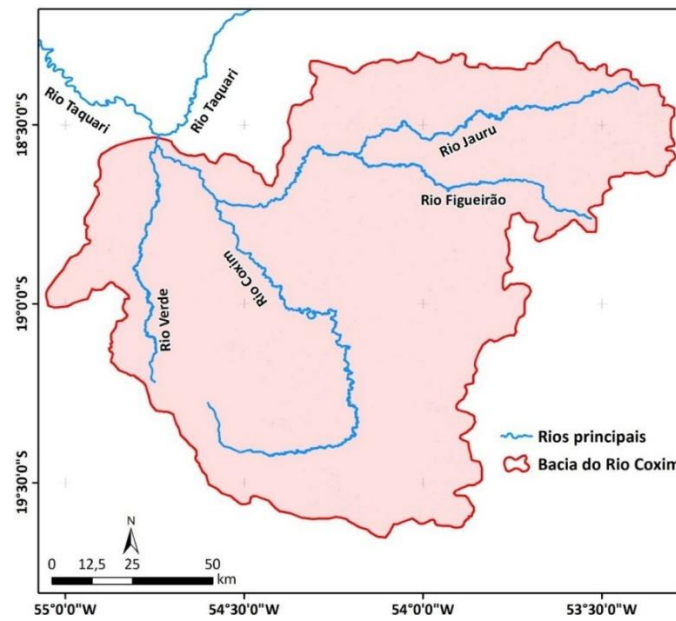 Rio Taquari
Rio Taquari
18°30'0"S
Rio Jauru
Rio Figueirão
Rio Coxim
19°0'0"S
Rio Verde
Rios principais
Bacia do Rio Coxim
19°30'0"S
N
0 12,5 25 50
km
55°0'0"W 54°30'0"W 54°0'0"W 53°30'0"W